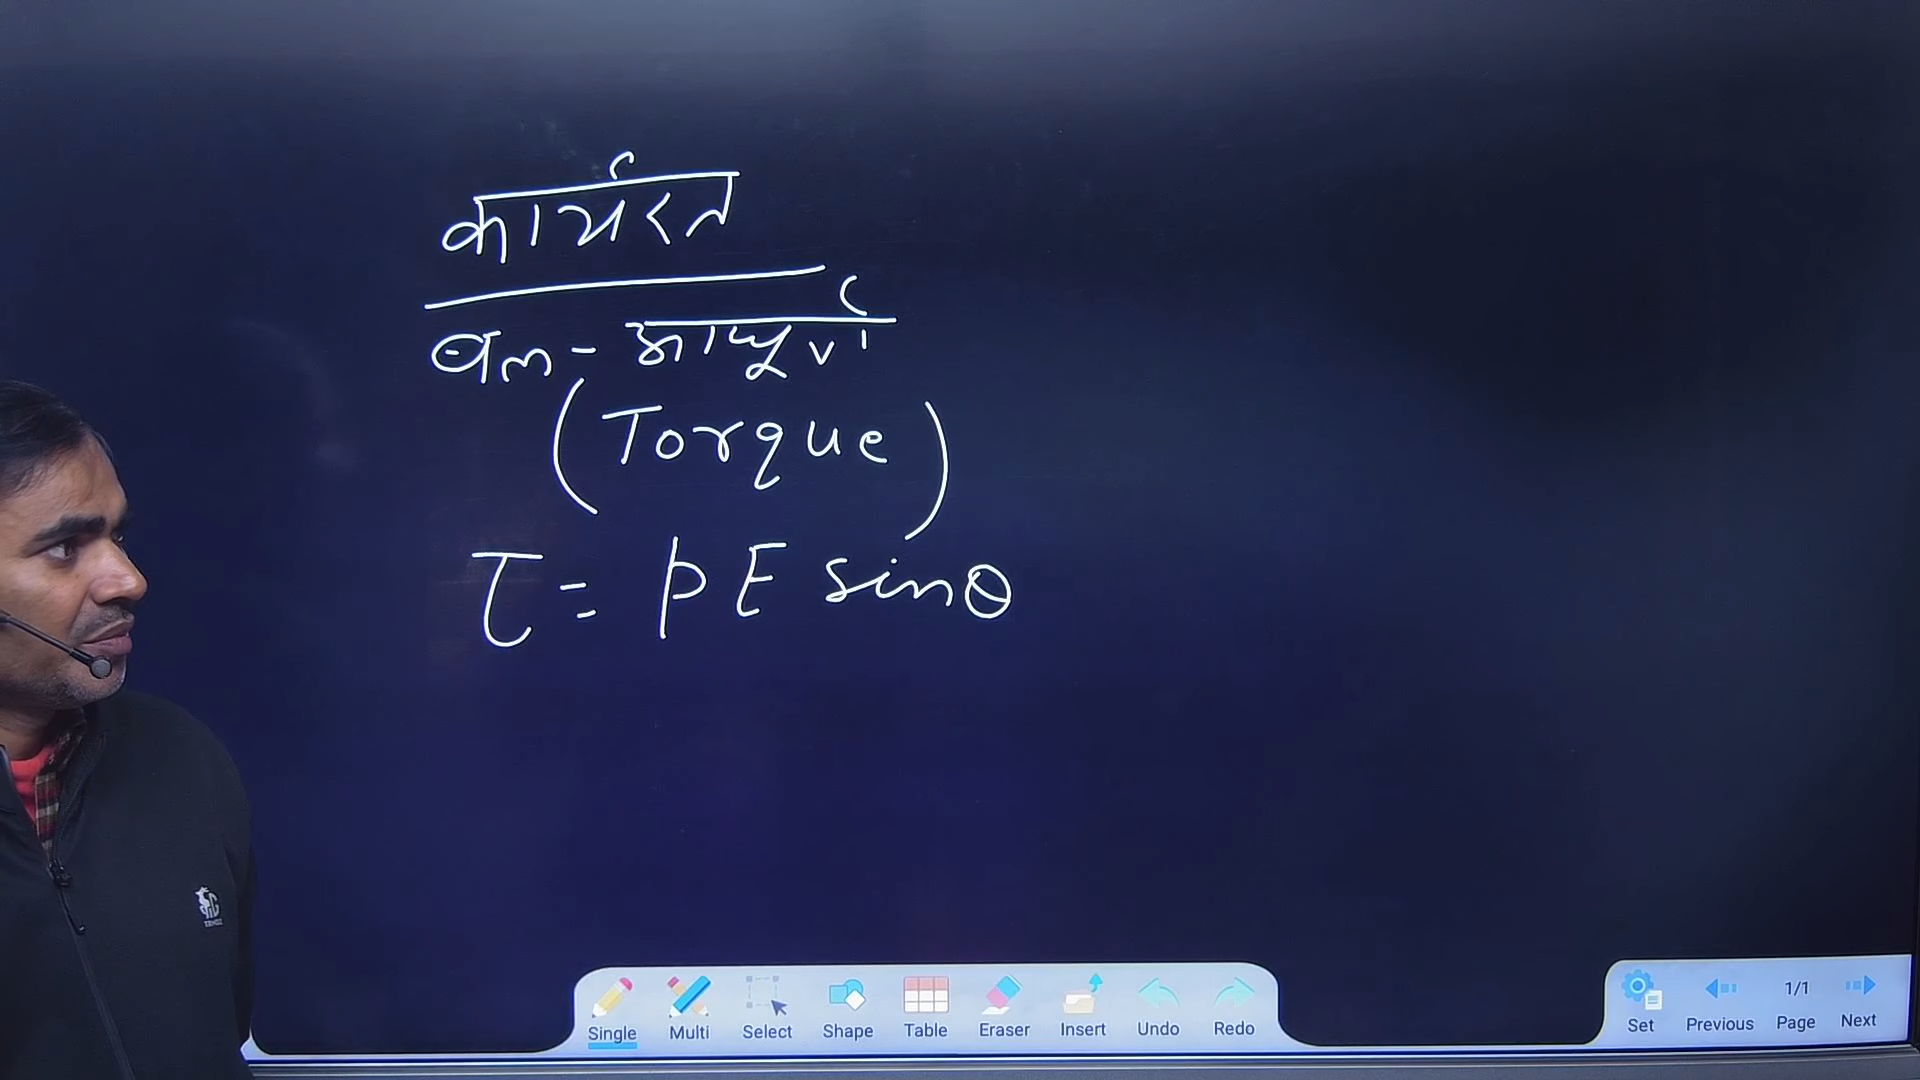 कार्यरत
बल-आघूर्ण
(Torque)
τ = pE sinθ
Single Multi Select Shape Table Eraser Insert Undo Redo
Set Previous 1/1 Page Next